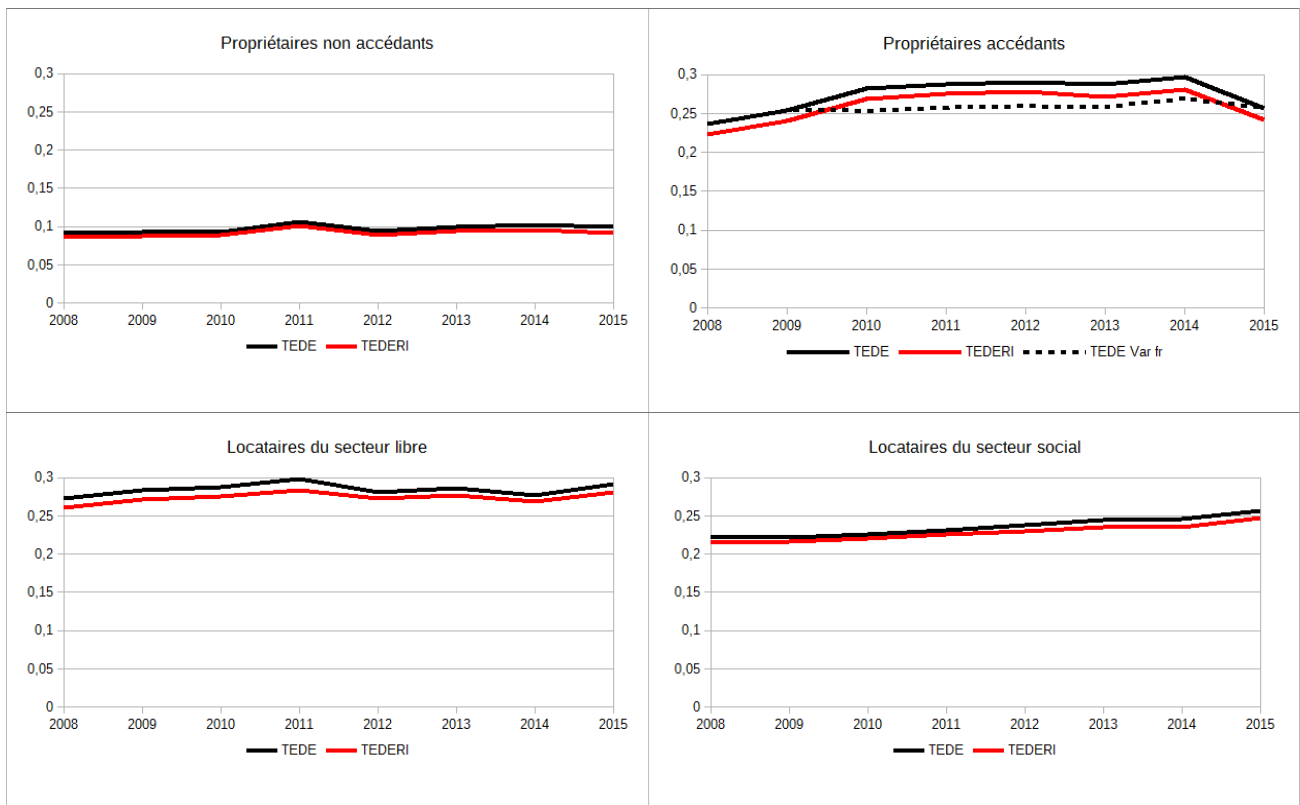 Propriétaires non accédants
0,3
0,25
0,2
0,15
0,1
0,05
0
2008 2009 2010 2011 2012 2013 2014 2015
TEDE TEDERI
Propriétaires accédants
0,3
0,25
0,2
0,15
0,1
0,05
0
2008 2009 2010 2011 2012 2013 2014 2015
TEDE TEDERI TEDE Var fr
Locataires du secteur libre
0,3
0,25
0,2
0,15
0,1
0,05
0
2008 2009 2010 2011 2012 2013 2014 2015
TEDE TEDERI
Locataires du secteur social
0,3
0,25
0,2
0,15
0,1
0,05
0
2008 2009 2010 2011 2012 2013 2014 2015
TEDE TEDERI